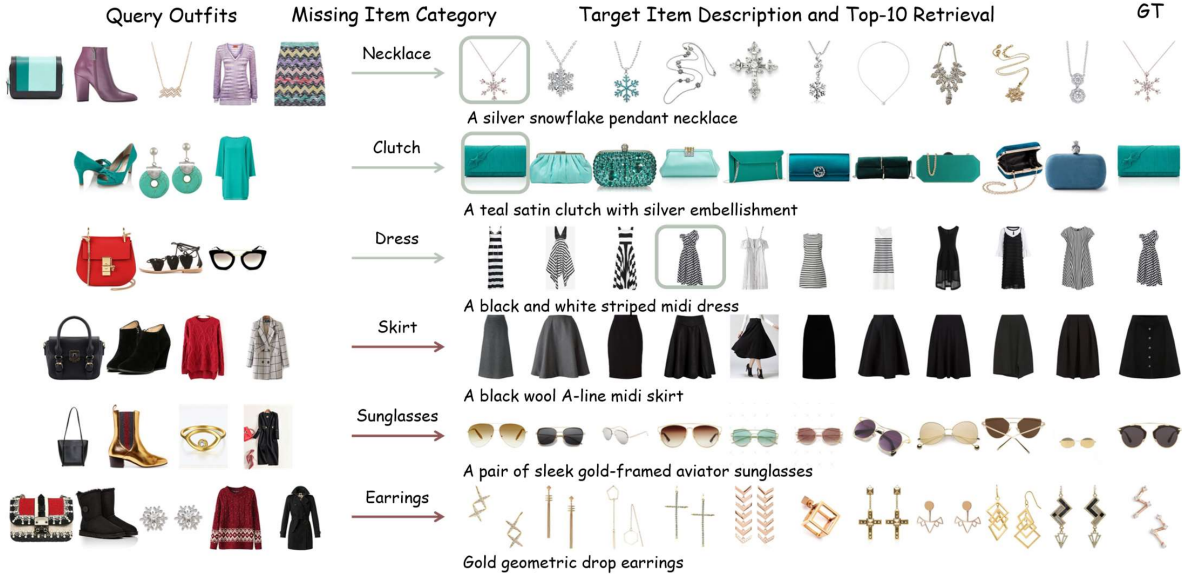 Query Outfits Missing Item Category Target Item Description and Top-10 Retrieval GT
Necklace
A silver snowflake pendant necklace
Clutch
A teal satin clutch with silver embellishment
Dress
A black and white striped midi dress
Skirt
A black wool A-line midi skirt
Sunglasses
A pair of sleek gold-framed aviator sunglasses
Earrings
Gold geometric drop earrings